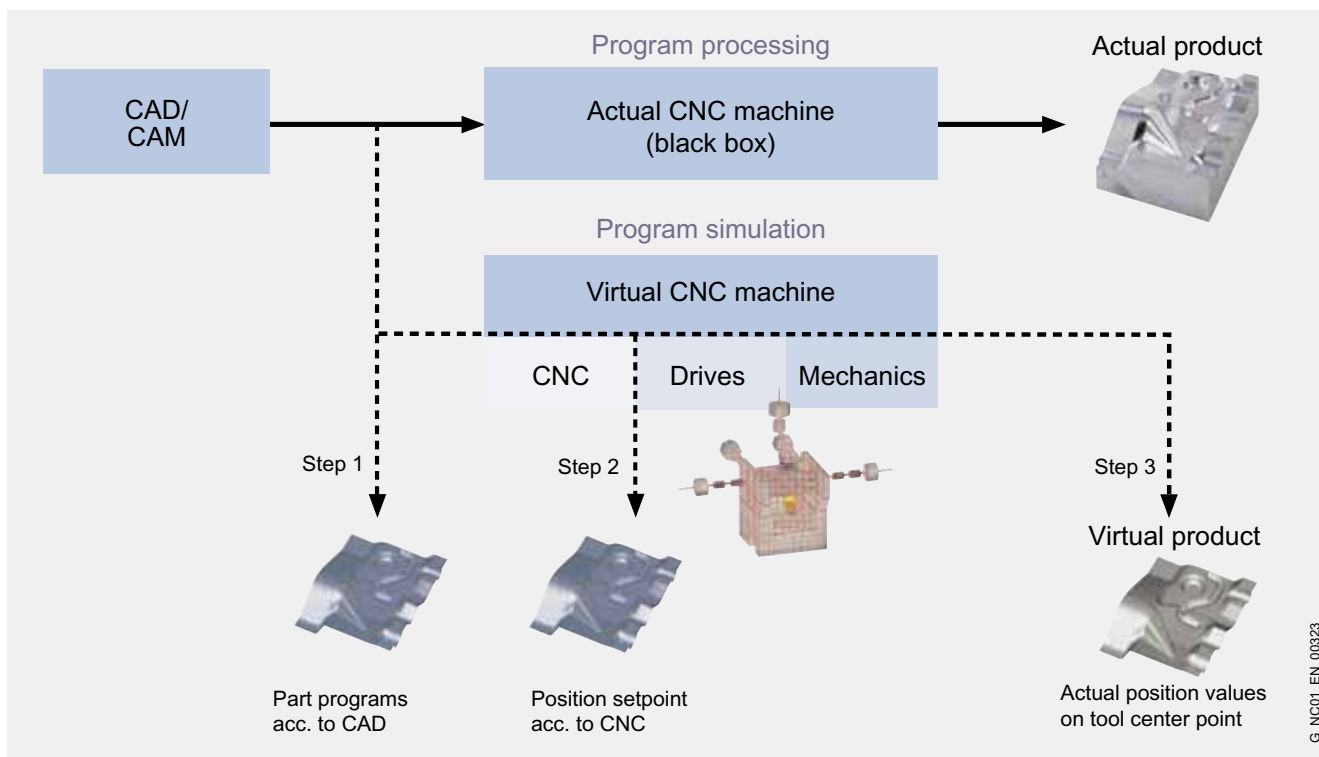 Program processing
Actual product
CAD/
CAM
Actual CNC machine
(black box)
Program simulation
Virtual CNC machine
CNC
Drives
Mechanics
Step 1
Step 2
Step 3
Virtual product
Part programs
acc. to CAD
Position setpoint
acc. to CNC
Actual position values
on tool center point
G_NC01_EN_00323